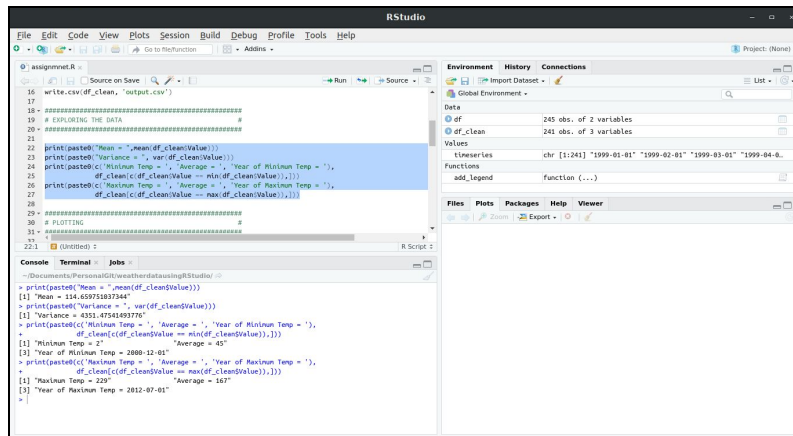 RStudio
File Edit Code View Plots Session Build Debug Profile Tools Help
Go to file/function Addins
Project: (None)
assignmnet.R
Source on Save Run Source
16 write.csv(df_clean, 'output.csv')
17
18 ####################################################
19 # EXPLORING THE DATA #
20 ####################################################
21
22 print(paste0("Mean = ",mean(df_clean$Value)))
23 print(paste0("Variance = ", var(df_clean$Value)))
24 print(paste0(c('Minimum Temp = ', 'Average = ', 'Year of Minimum Temp = '),
25 df_clean[c(df_clean$Value == min(df_clean$Value)),]))
26 print(paste0(c('Maximum Temp = ', 'Average = ', 'Year of Maximum Temp = '),
27 df_clean[c(df_clean$Value == max(df_clean$Value)),]))
28
29 ####################################################
30 # PLOTTING #
31 ####################################################
32
22:1 (Untitled) R Script
Console Terminal Jobs
~/Documents/PersonalGIt/weatherdatausingRStudio/
> print(paste0("Mean = ",mean(df_clean$Value)))
[1] "Mean = 114.659751037344"
> print(paste0("Variance = ", var(df_clean$Value)))
[1] "Variance = 4351.47541493776"
> print(paste0(c('Minimum Temp = ', 'Average = ', 'Year of Minimum Temp = '),
+ df_clean[c(df_clean$Value == min(df_clean$Value)),]))
[1] "Minimum Temp = 2" "Average = 45"
[3] "Year of Minimum Temp = 2000-12-01"
> print(paste0(c('Maximum Temp = ', 'Average = ', 'Year of Maximum Temp = '),
+ df_clean[c(df_clean$Value == max(df_clean$Value)),]))
[1] "Maximum Temp = 229" "Average = 167"
[3] "Year of Maximum Temp = 2012-07-01"
>
Environment History Connections
Import Dataset List
Global Environment
Data
df 245 obs. of 2 variables
df_clean 241 obs. of 3 variables
Values
timeseries chr [1:241] "1999-01-01" "1999-02-01" "1999-03-01" "1999-04-0…
Functions
add_legend function (...)
Files Plots Packages Help Viewer
Zoom Export